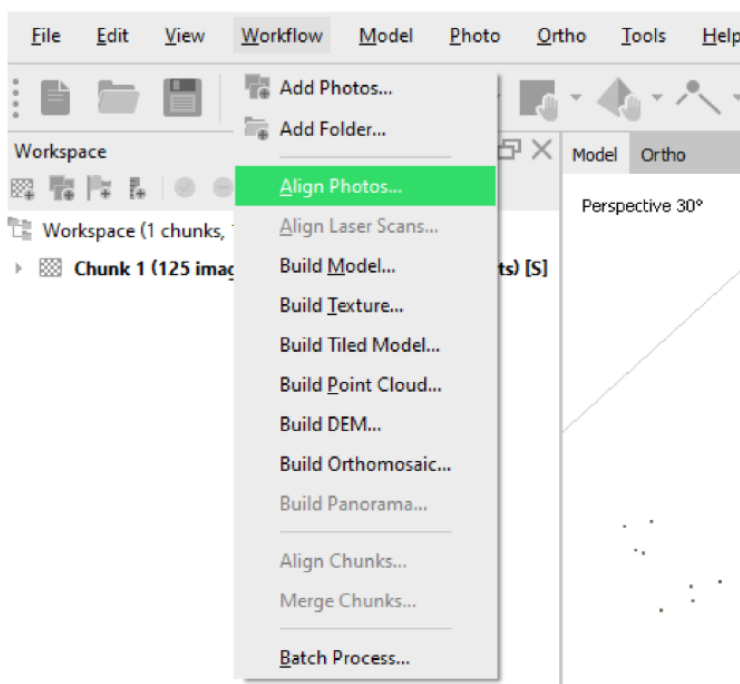 File Edit View Workflow Model Photo Ortho Tools Help
Add Photos...
Add Folder...
Workspace
Model Ortho
Align Photos...
Perspective 30°
Align Laser Scans...
Workspace (1 chunks,
Build Model...
Chunk 1 (125 imag
ts) [S]
Build Texture...
Build Tiled Model...
Build Point Cloud...
Build DEM...
Build Orthomosaic...
Build Panorama...
Align Chunks...
Merge Chunks...
Batch Process...